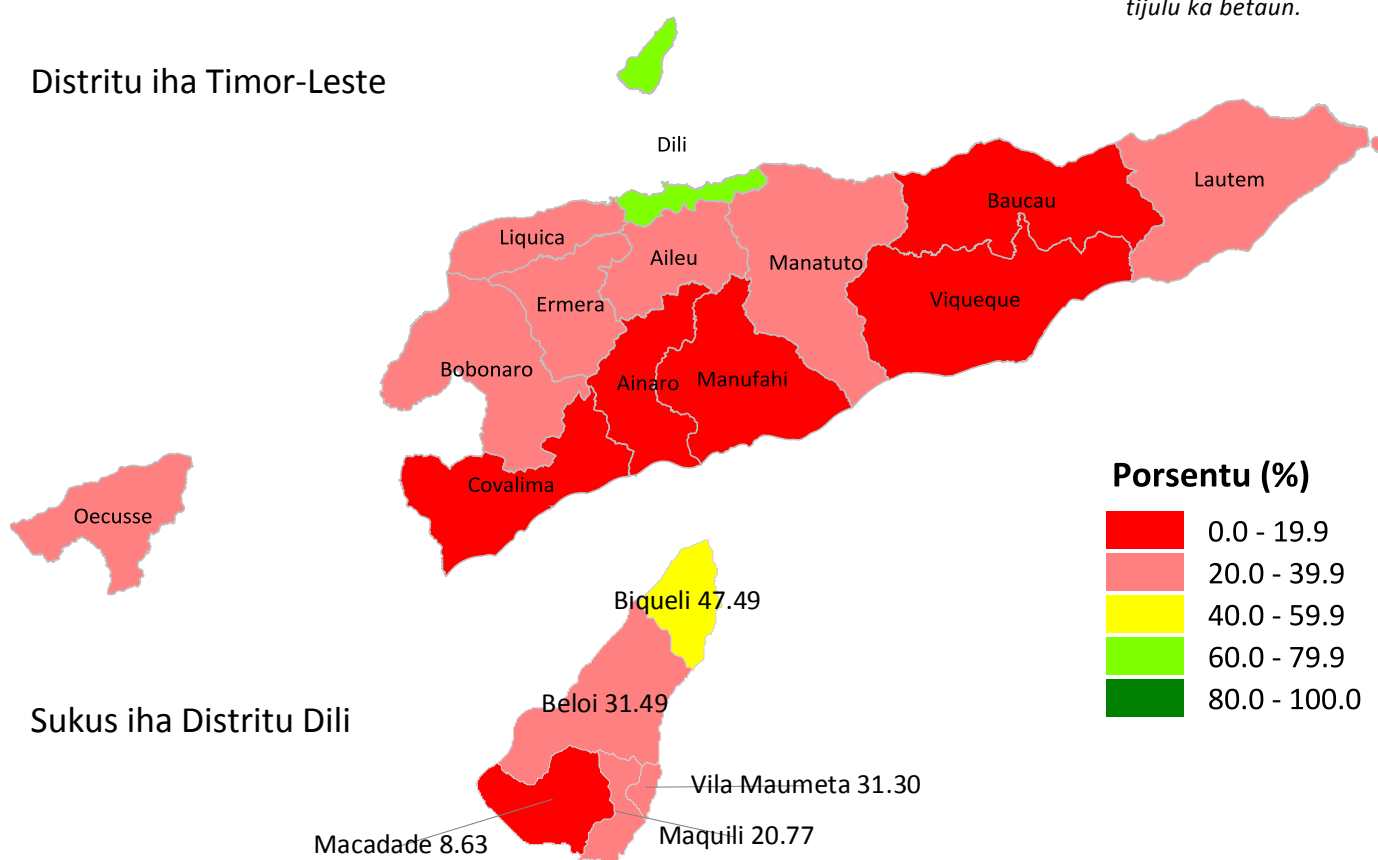 tijulu ka betaun.
Distritu iha Timor-Leste
Dili
Lautem
Baucau
Liquica
Aileu
Manatuto
Viqueque
Ermera
Bobonaro
Ainaro
Manufahi
Covalima
Oecusse
Porsentu (%)
0.0 - 19.9
20.0 - 39.9
40.0 - 59.9
60.0 - 79.9
80.0 - 100.0
Biqueli 47.49
Beloi 31.49
Sukus iha Distritu Dili
Vila Maumeta 31.30
Maquili 20.77
Macadade 8.63